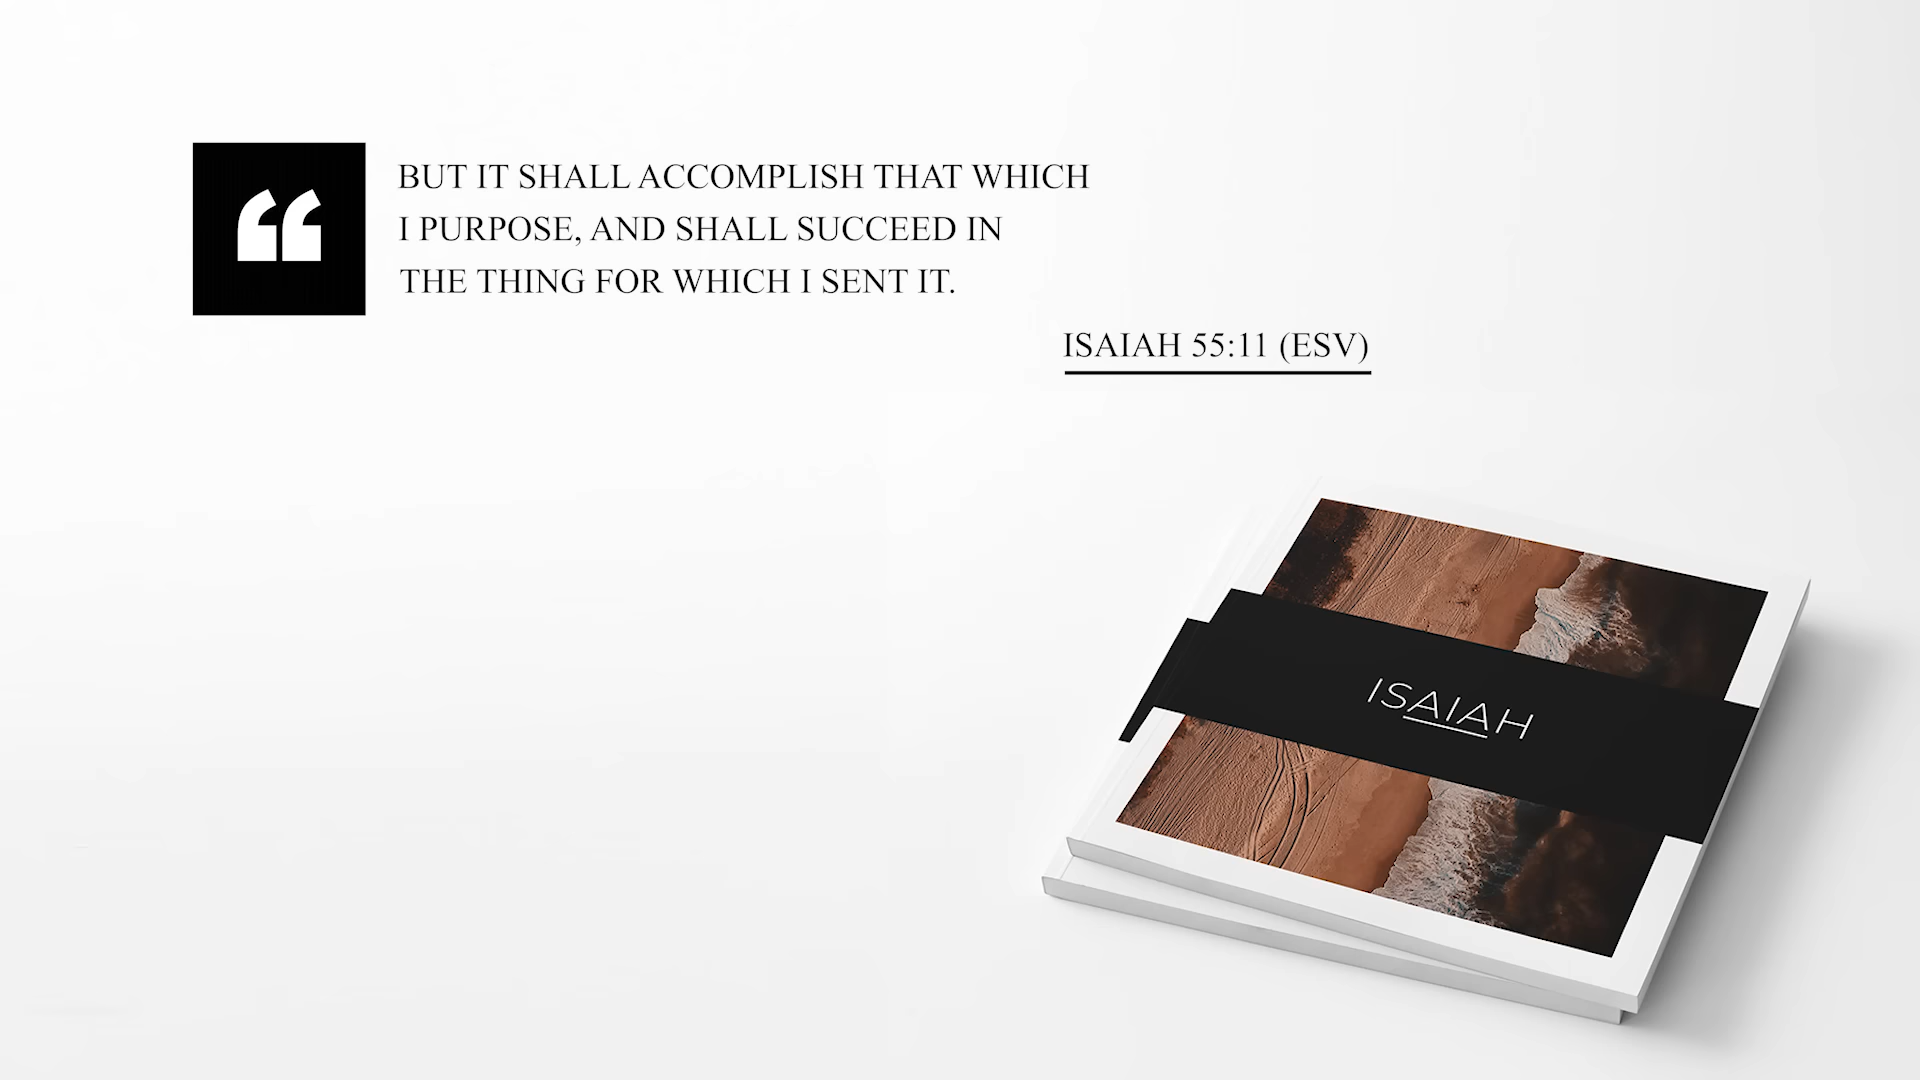 “
BUT IT SHALL ACCOMPLISH THAT WHICH
I PURPOSE, AND SHALL SUCCEED IN
THE THING FOR WHICH I SENT IT.
ISAIAH 55:11 (ESV)
ISAIAH